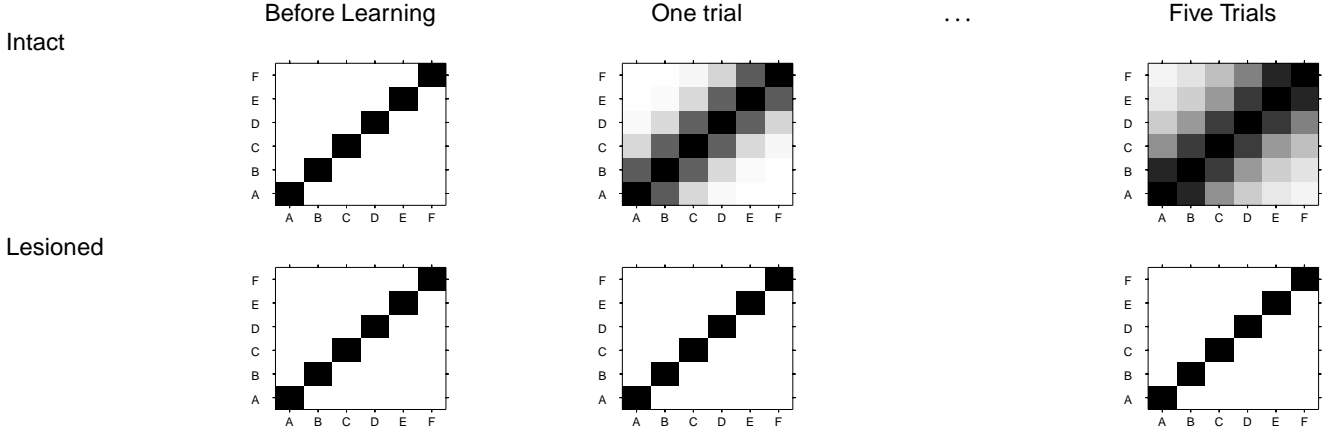 Before Learning One trial ... Five Trials
Intact
F F F
E E E
D D D
C C C
B B B
A A A
A B C D E F A B C D E F A B C D E F
Lesioned
F F F
E E E
D D D
C C C
B B B
A A A
A B C D E F A B C D E F A B C D E F